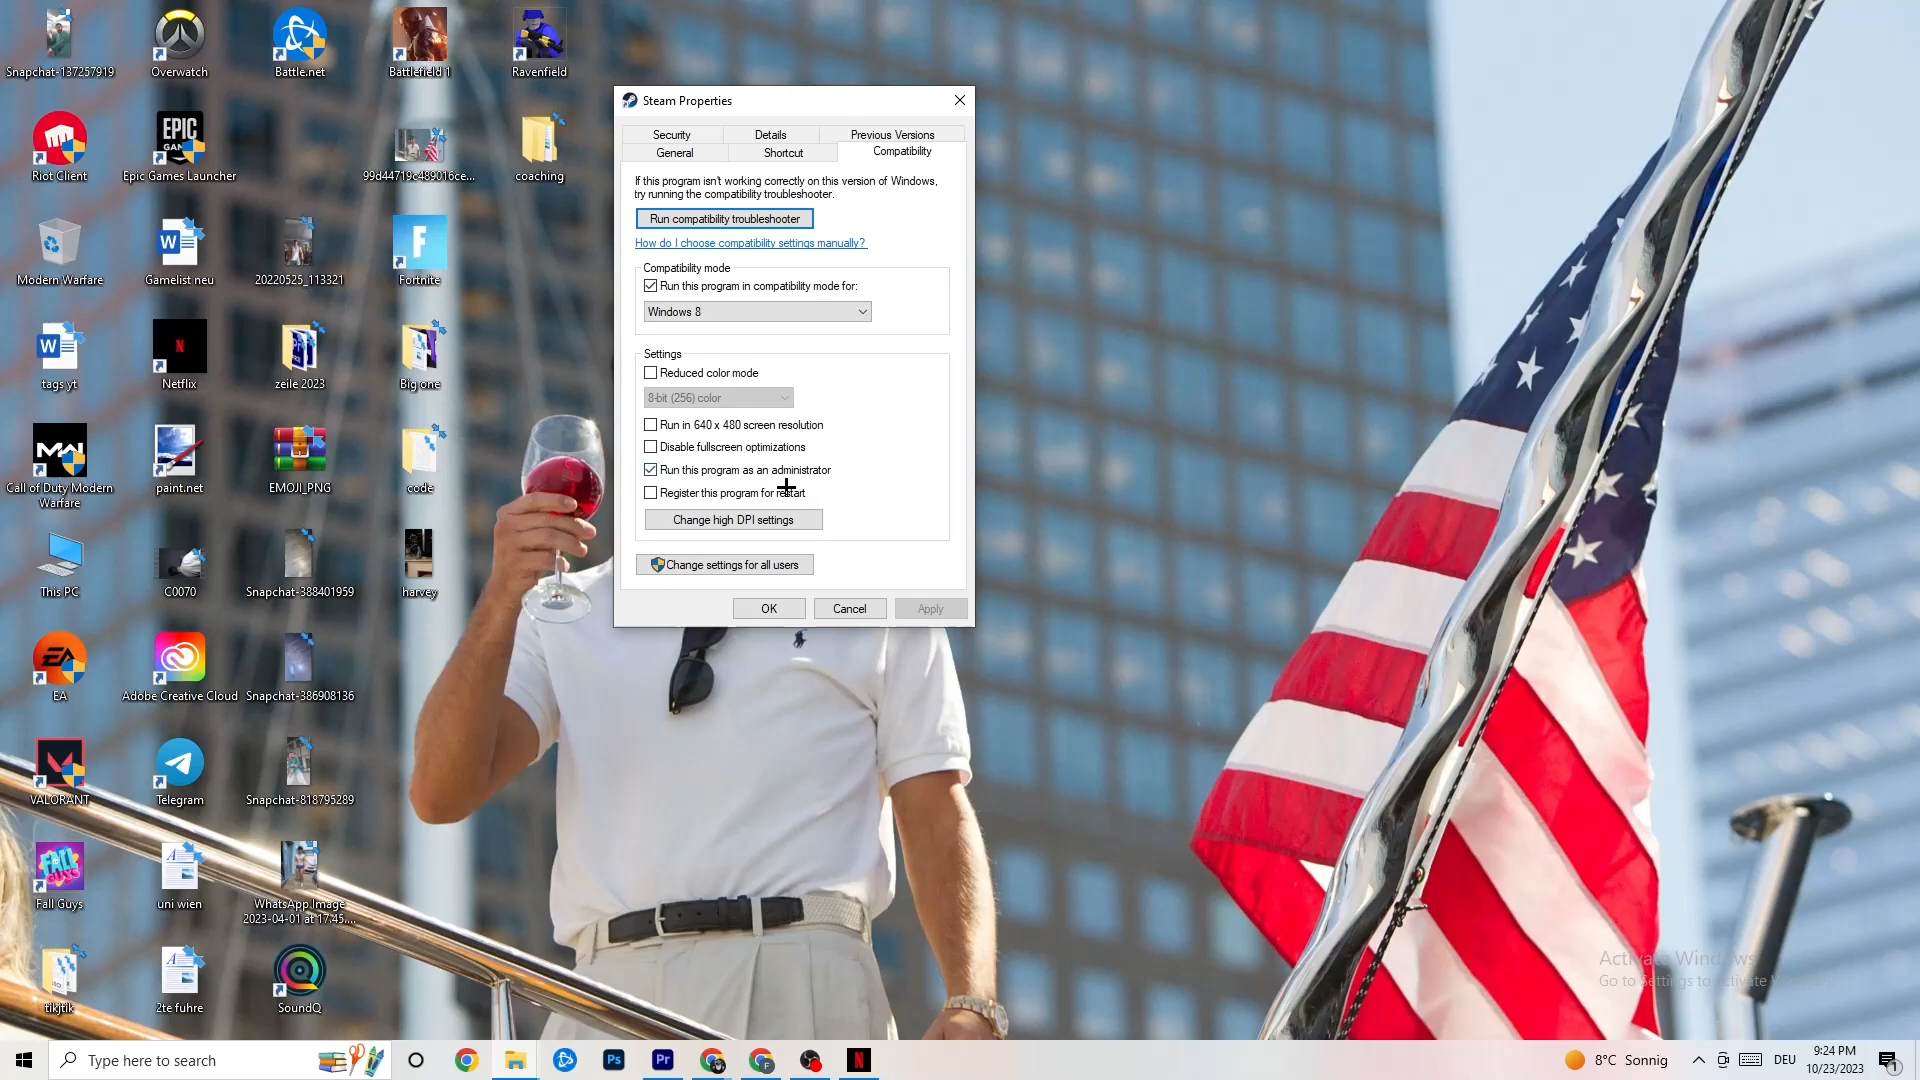 Snapchat-137257919
Overwatch
Battle.net
Battlefield 1
Ravenfield
Riot Client
EPIC
GAMES
Epic Games Launcher
99d44719c489016ce...
coaching
Modern Warfare
Gamelist neu
20220525_113321
F
Fortnite
tags yt
N
Netflix
zeile 2023
Big one
Call of Duty Modern
Warfare
paint.net
EMOJI_PNG
code
This PC
C0070
Snapchat-388401959
harvey
EA
EA
Adobe Creative Cloud
Snapchat-386908136
VALORANT
Telegram
Snapchat-818795289
FALL
GUYS
Fall Guys
uni wien
WhatsApp Image
2023-04-01 at 17.45....
tikjtik
2te fuhre
SoundQ
Steam Properties
Security
Details
Previous Versions
General
Shortcut
Compatibility
If this program isn't working correctly on this version of Windows,
try running the compatibility troubleshooter.
Run compatibility troubleshooter
How do I choose compatibility settings manually?
Compatibility mode
Run this program in compatibility mode for:
Windows 8
Settings
Reduced color mode
8-bit (256) color
Run in 640 x 480 screen resolution
Disable fullscreen optimizations
Run this program as an administrator
Register this program for restart
Change high DPI settings
Change settings for all users
OK
Cancel
Apply
Activate Windows
Go to Settings to activate
Type here to search
Ps
Pr
F
N
8°C Sonnig
DEU
9:24 PM
10/23/2023
1